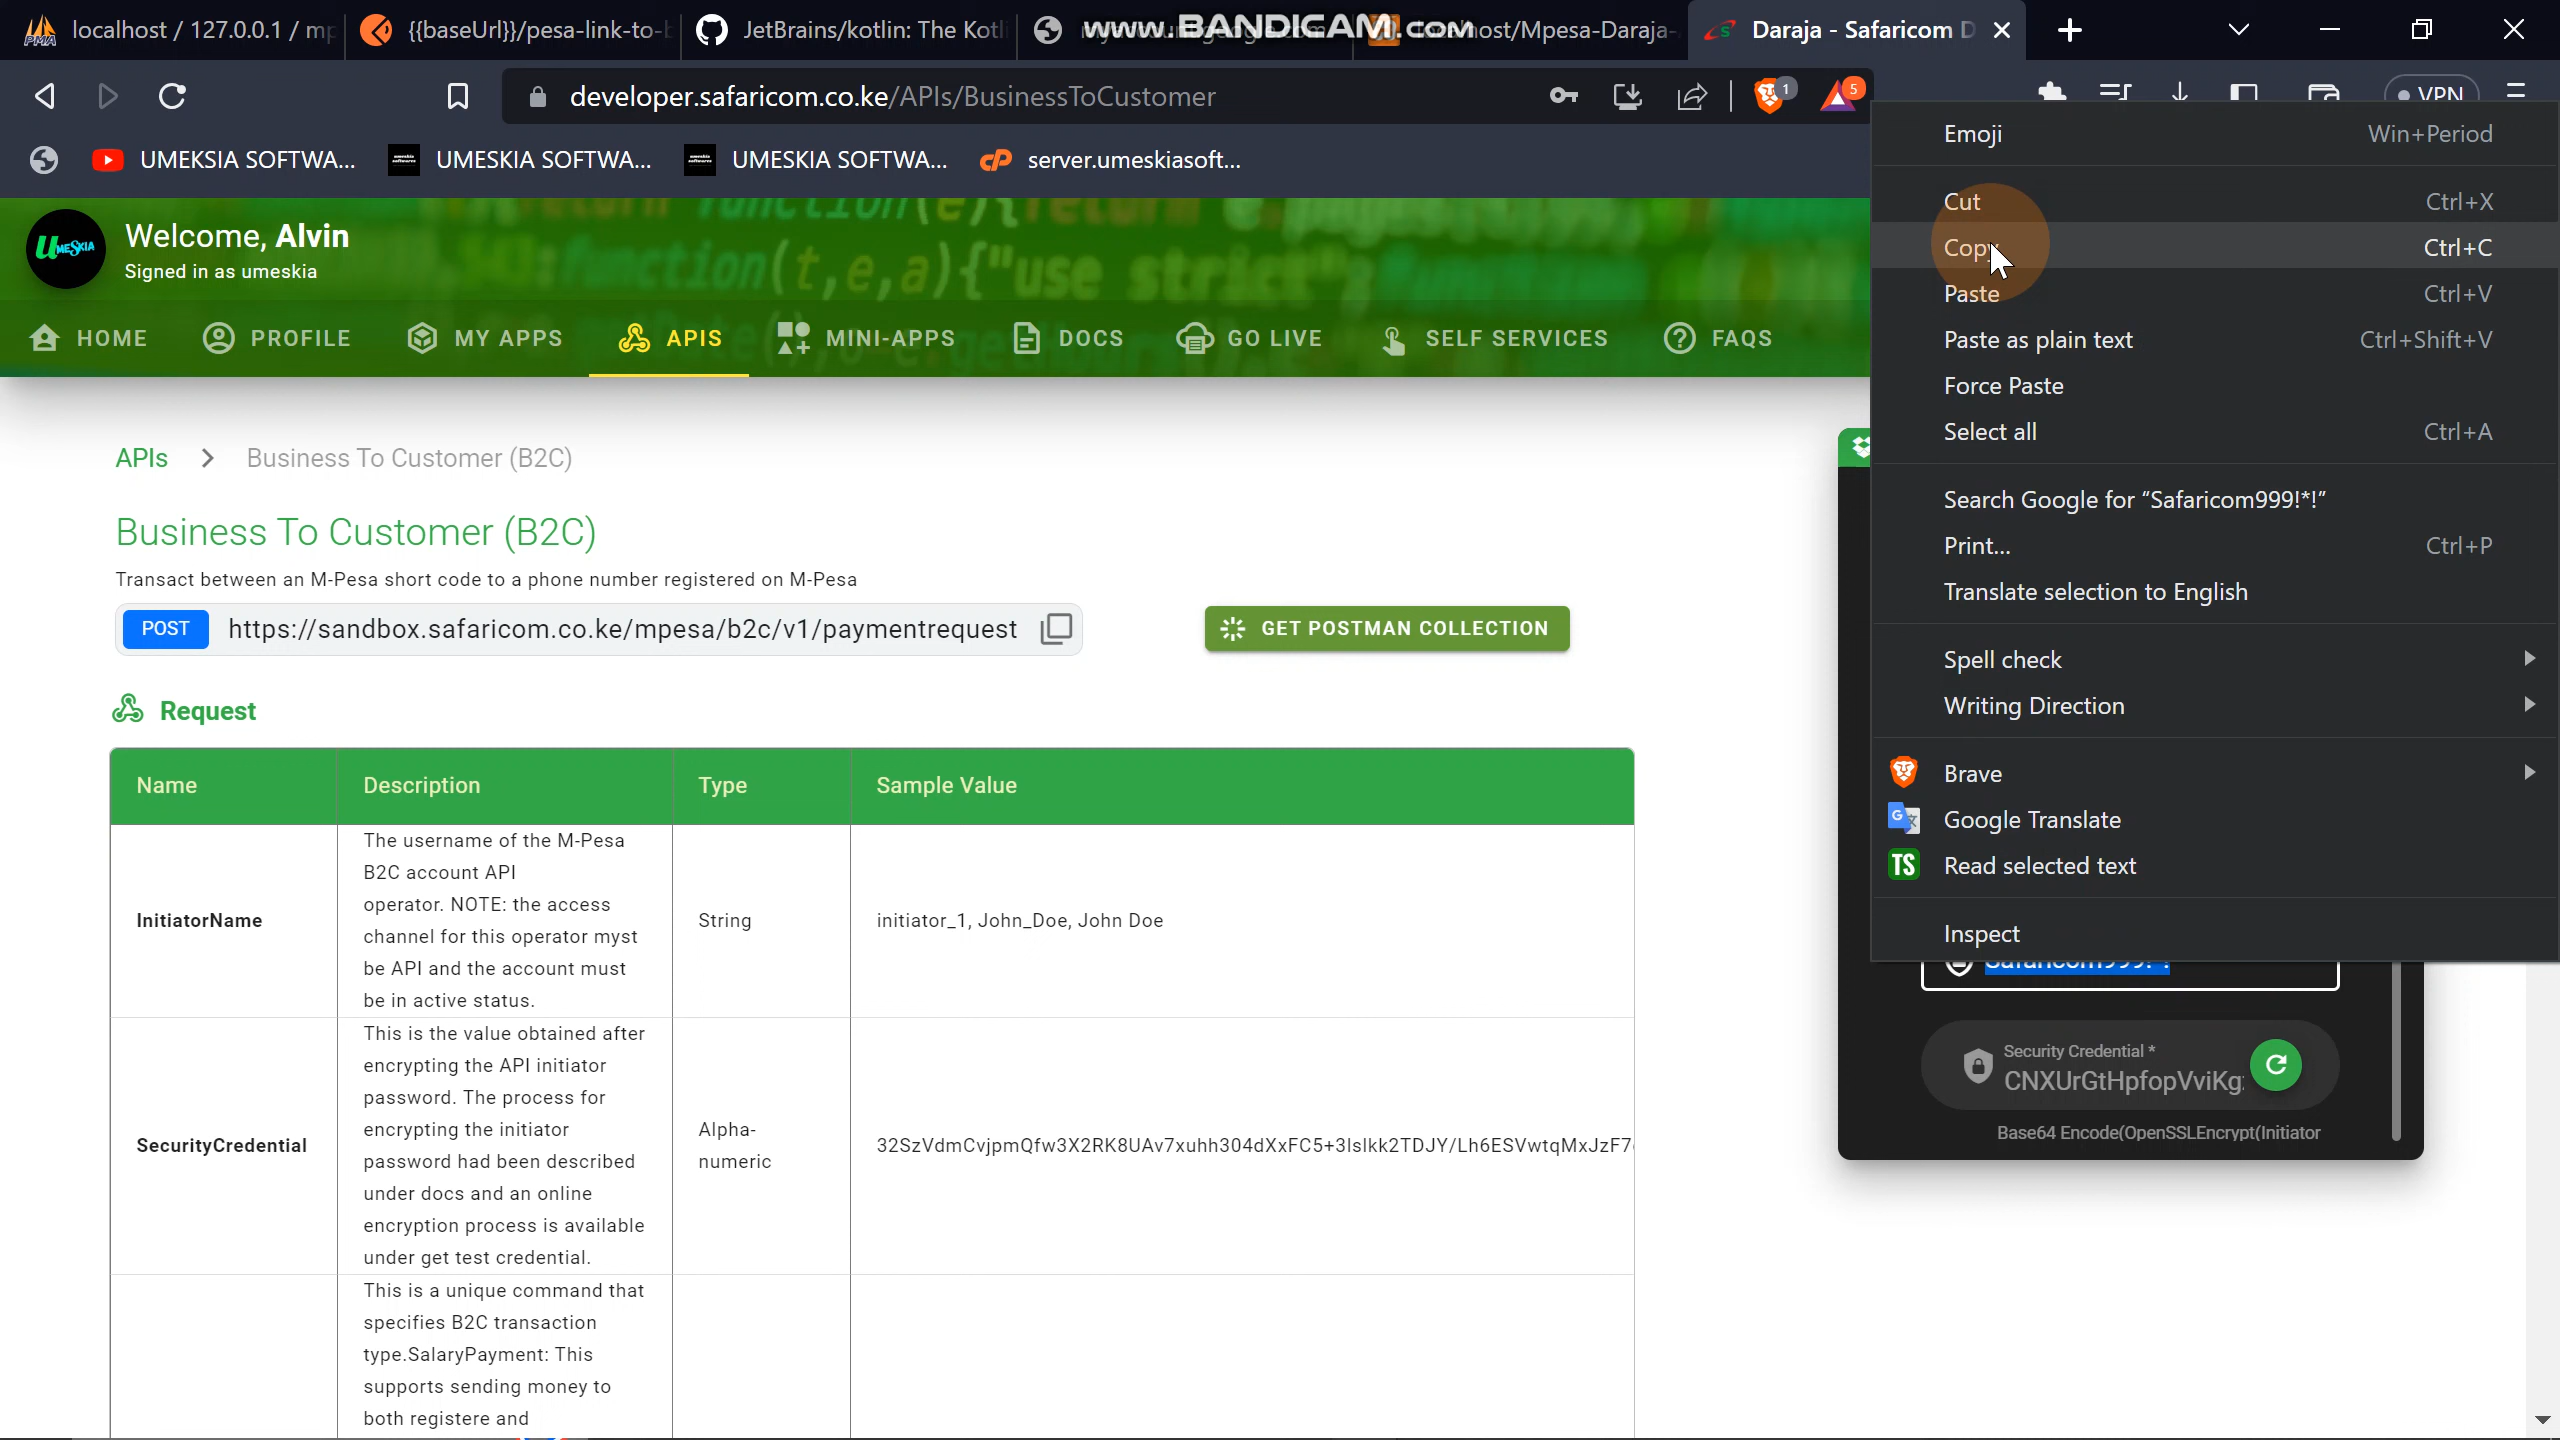 localhost / 127.0.0.1 / mp
{{baseUrl}}/pesa-link-to-b
JetBrains/kotlin: The Kotl
www.BANDICAM.com
Daraja - Safaricom D
developer.safaricom.co.ke/APIs/BusinessToCustomer
1
5
VPN
UMEKSIA SOFTWA...
UMESKIA SOFTWA...
UMESKIA SOFTWA...
server.umeskiasoft...
UMESKIA
Welcome, Alvin
Signed in as umeskia
HOME
PROFILE
MY APPS
APIS
MINI-APPS
DOCS
GO LIVE
SELF SERVICES
FAQS
APIs > Business To Customer (B2C)
Business To Customer (B2C)
Transact between an M-Pesa short code to a phone number registered on M-Pesa
POST https://sandbox.safaricom.co.ke/mpesa/b2c/v1/paymentrequest
GET POSTMAN COLLECTION
Request
Name Description Type Sample Value
InitiatorName
The username of the M-Pesa
B2C account API
operator. NOTE: the access
channel for this operator myst
be API and the account must
be in active status.
String
initiator_1, John_Doe, John Doe
SecurityCredential
This is the value obtained after
encrypting the API initiator
password. The process for
encrypting the initiator
password had been described
under docs and an online
encryption process is available
under get test credential.
Alpha-
numeric
32SzVdmCvjpmQfw3X2RK8UAv7xuhh304dXxFC5+3lslkk2TDJY/Lh6ESVwtqMxJzF7
This is a unique command that
specifies B2C transaction
type.SalaryPayment: This
supports sending money to
both registere and
Emoji Win+Period
Cut Ctrl+X
Copy Ctrl+C
Paste Ctrl+V
Paste as plain text Ctrl+Shift+V
Force Paste
Select all Ctrl+A
Search Google for “Safaricom999!*!”
Print... Ctrl+P
Translate selection to English
Spell check
Writing Direction
Brave
Google Translate
TS Read selected text
Inspect
Security Credential *
CNXUrGtHpfopVviKg
Base64 Encode(OpenSSLEncrypt(Initiator